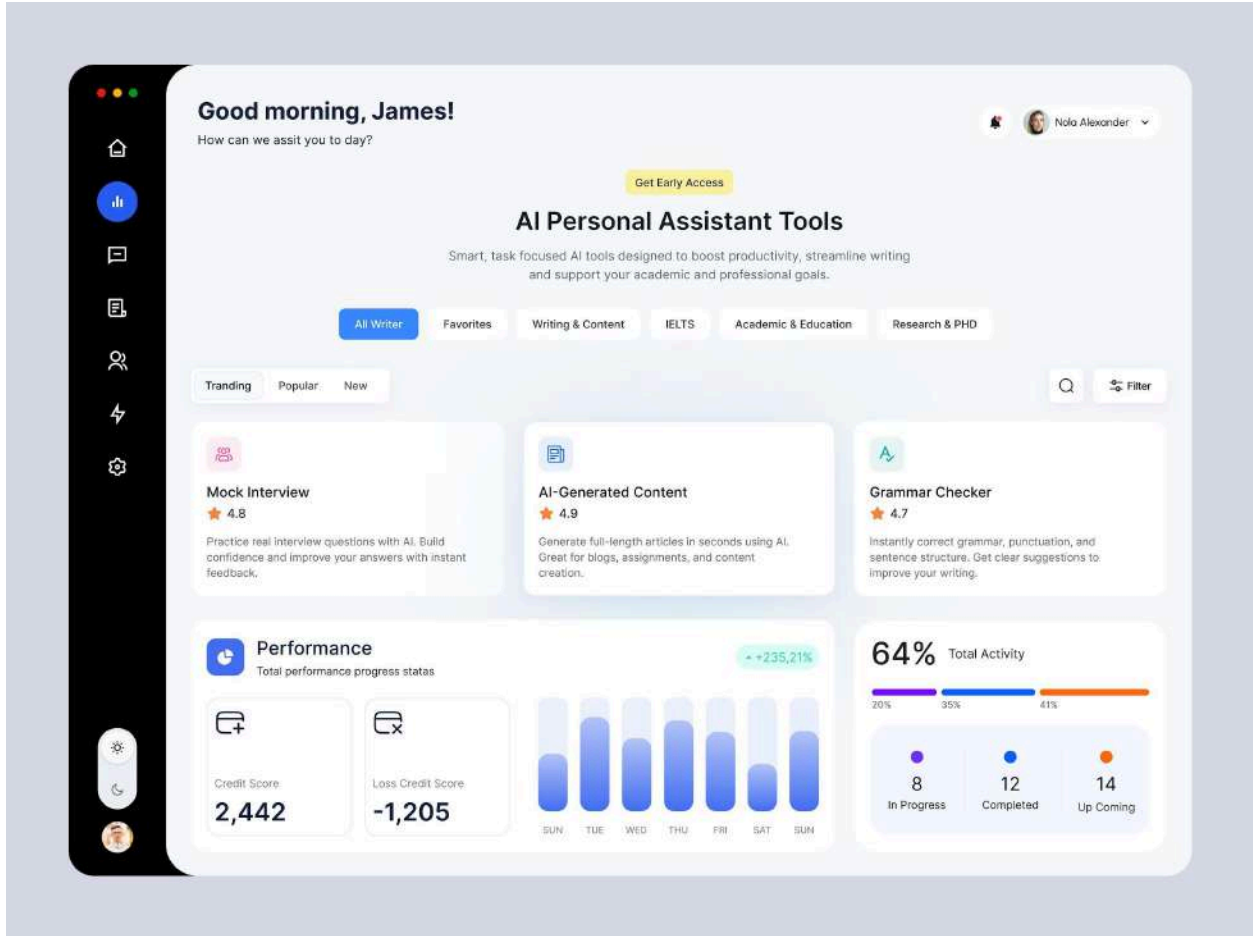 Good morning, James!
How can we assit you to day?
Nola Alexander
Get Early Access
AI Personal Assistant Tools
Smart, task focused AI tools designed to boost productivity, streamline writing
and support your academic and professional goals.
All Writer
Favorites
Writing & Content
IELTS
Academic & Education
Research & PHD
Tranding
Popular
New
Filter
Mock Interview
4.8
Practice real interview questions with AI. Build
confidence and improve your answers with instant
feedback.
AI-Generated Content
4.9
Generate full-length articles in seconds using AI.
Great for blogs, assignments, and content
creation.
Grammar Checker
4.7
Instantly correct grammar, punctuation, and
sentence structure. Get clear suggestions to
improve your writing.
Performance
Total performance progress statas
+235,21%
Credit Score
2,442
Loss Credit Score
-1,205
SUN TUE WED THU FRI SAT SUN
64% Total Activity
20% 35% 41%
8
In Progress
12
Completed
14
Up Coming